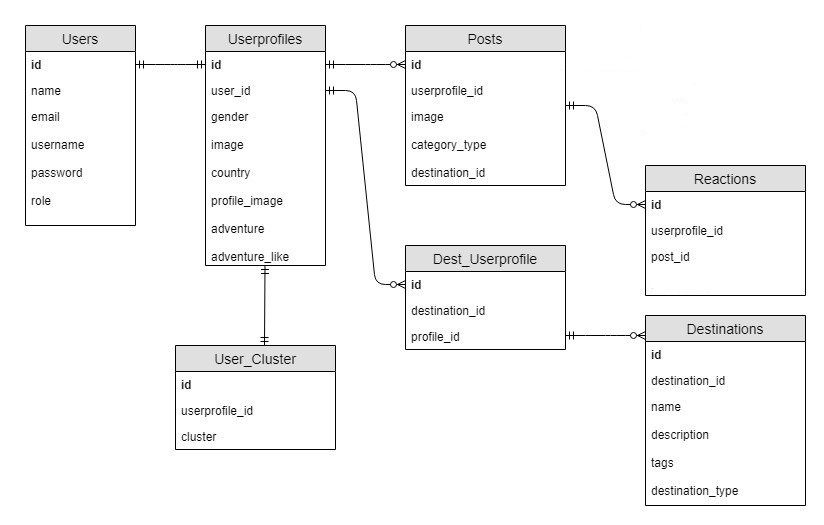 Users
id
name
email
username
password
role
Userprofiles
id
user_id
gender
image
country
profile_image
adventure
adventure_like
Posts
id
userprofile_id
image
category_type
destination_id
Reactions
id
userprofile_id
post_id
Dest_Userprofile
id
destination_id
profile_id
Destinations
id
destination_id
name
description
tags
destination_type
User_Cluster
id
userprofile_id
cluster